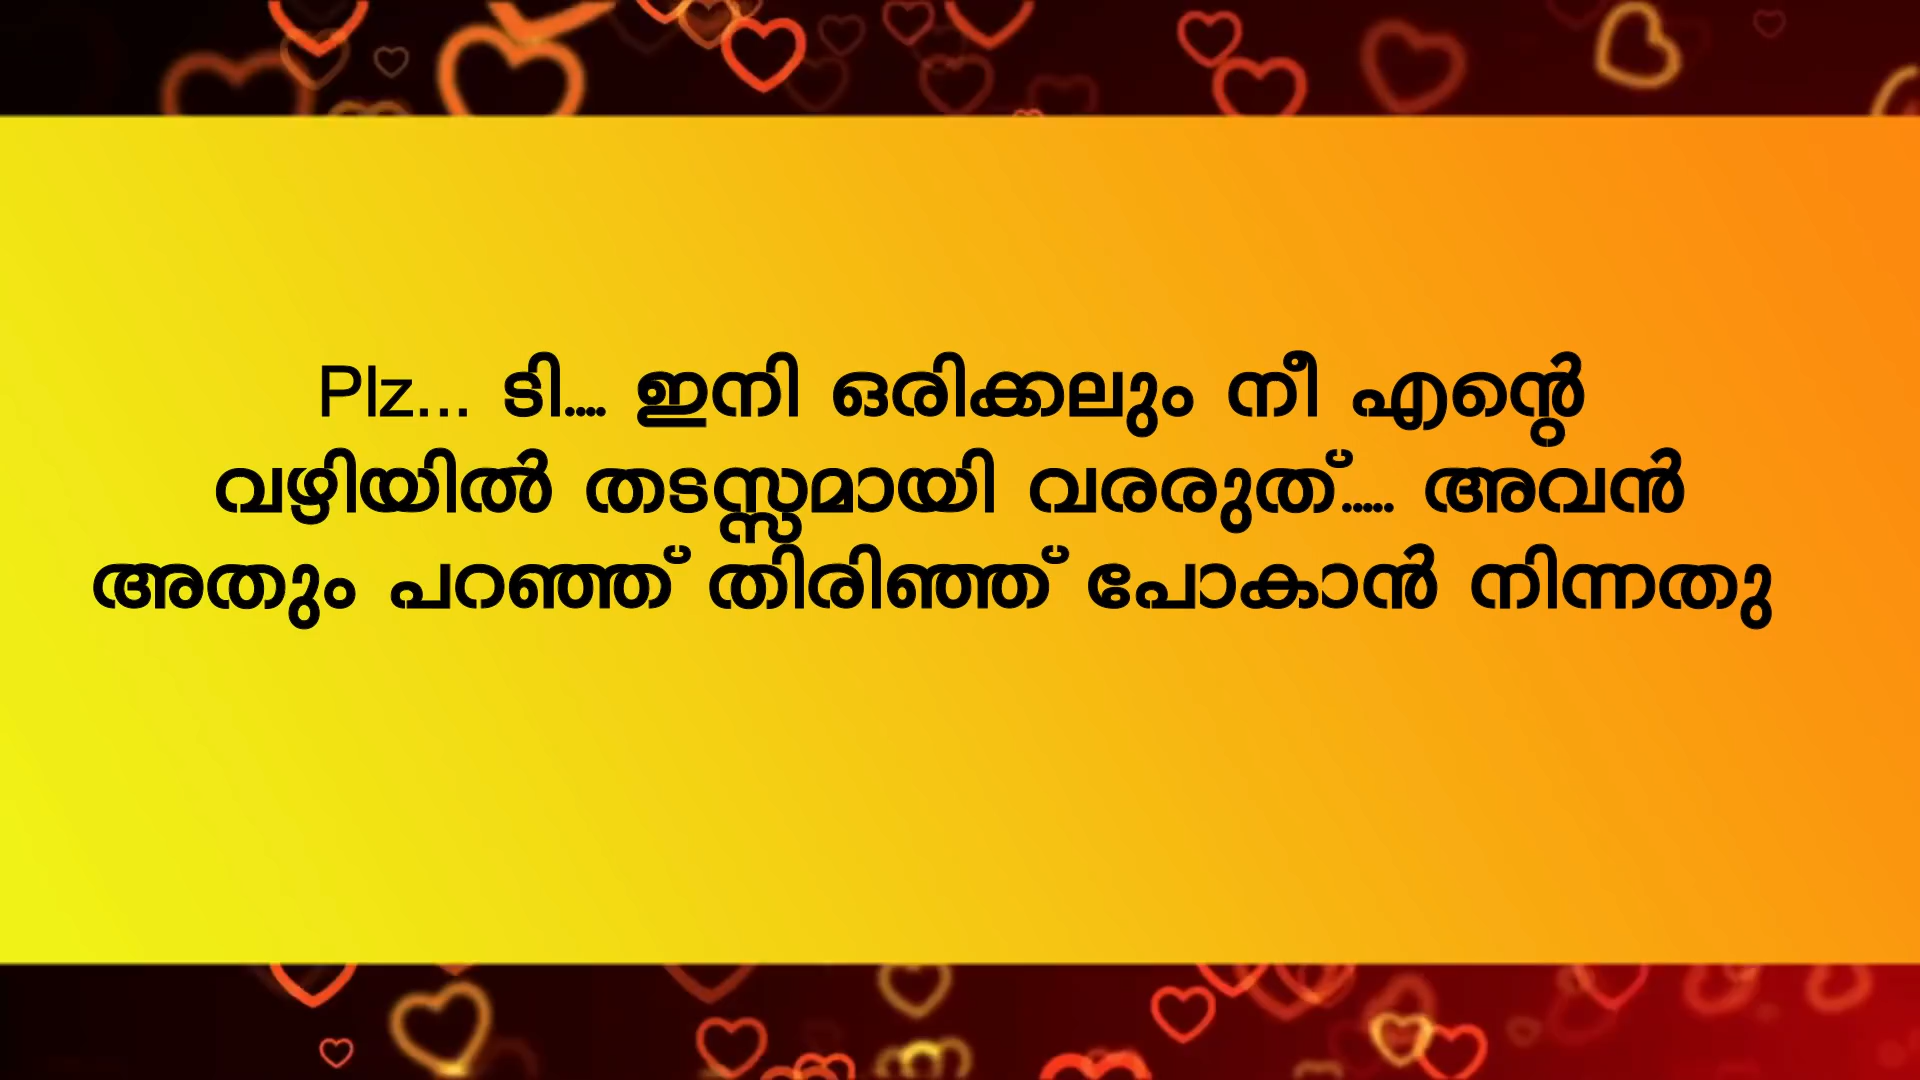 Plz... ടി.... ഇനി ഒരിക്കലും നീ എന്റെ
വഴിയിൽ തടസ്സമായി വരരുത്..... അവൻ
അതും പറഞ്ഞ് തിരിഞ്ഞ് പോകാൻ നിന്നതു